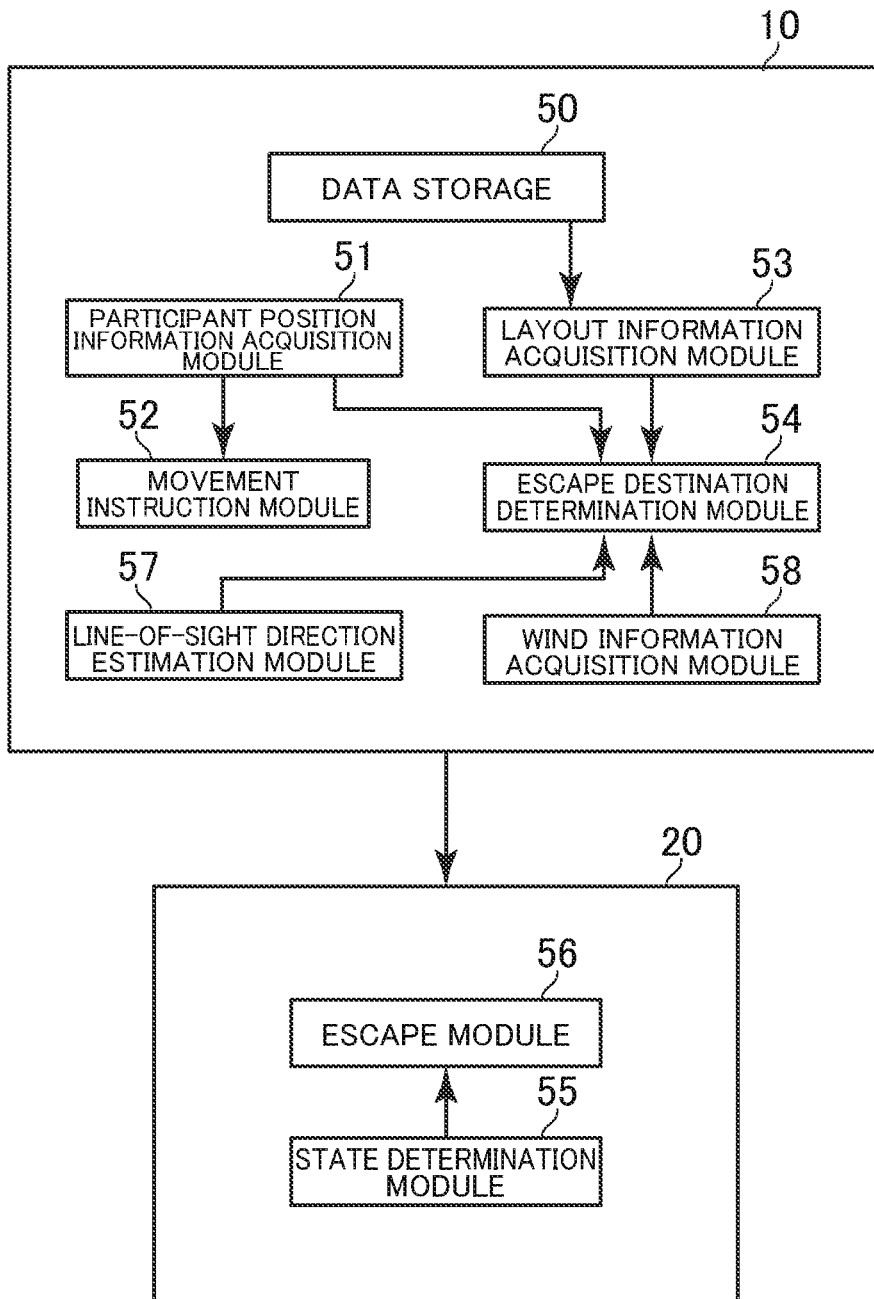 10
50
DATA STORAGE
51
PARTICIPANT POSITION
INFORMATION ACQUISITION
MODULE
53
LAYOUT INFORMATION
ACQUISITION MODULE
52
MOVEMENT
INSTRUCTION MODULE
54
ESCAPE DESTINATION
DETERMINATION MODULE
57
LINE-OF-SIGHT DIRECTION
ESTIMATION MODULE
58
WIND INFORMATION
ACQUISITION MODULE
20
56
ESCAPE MODULE
55
STATE DETERMINATION
MODULE